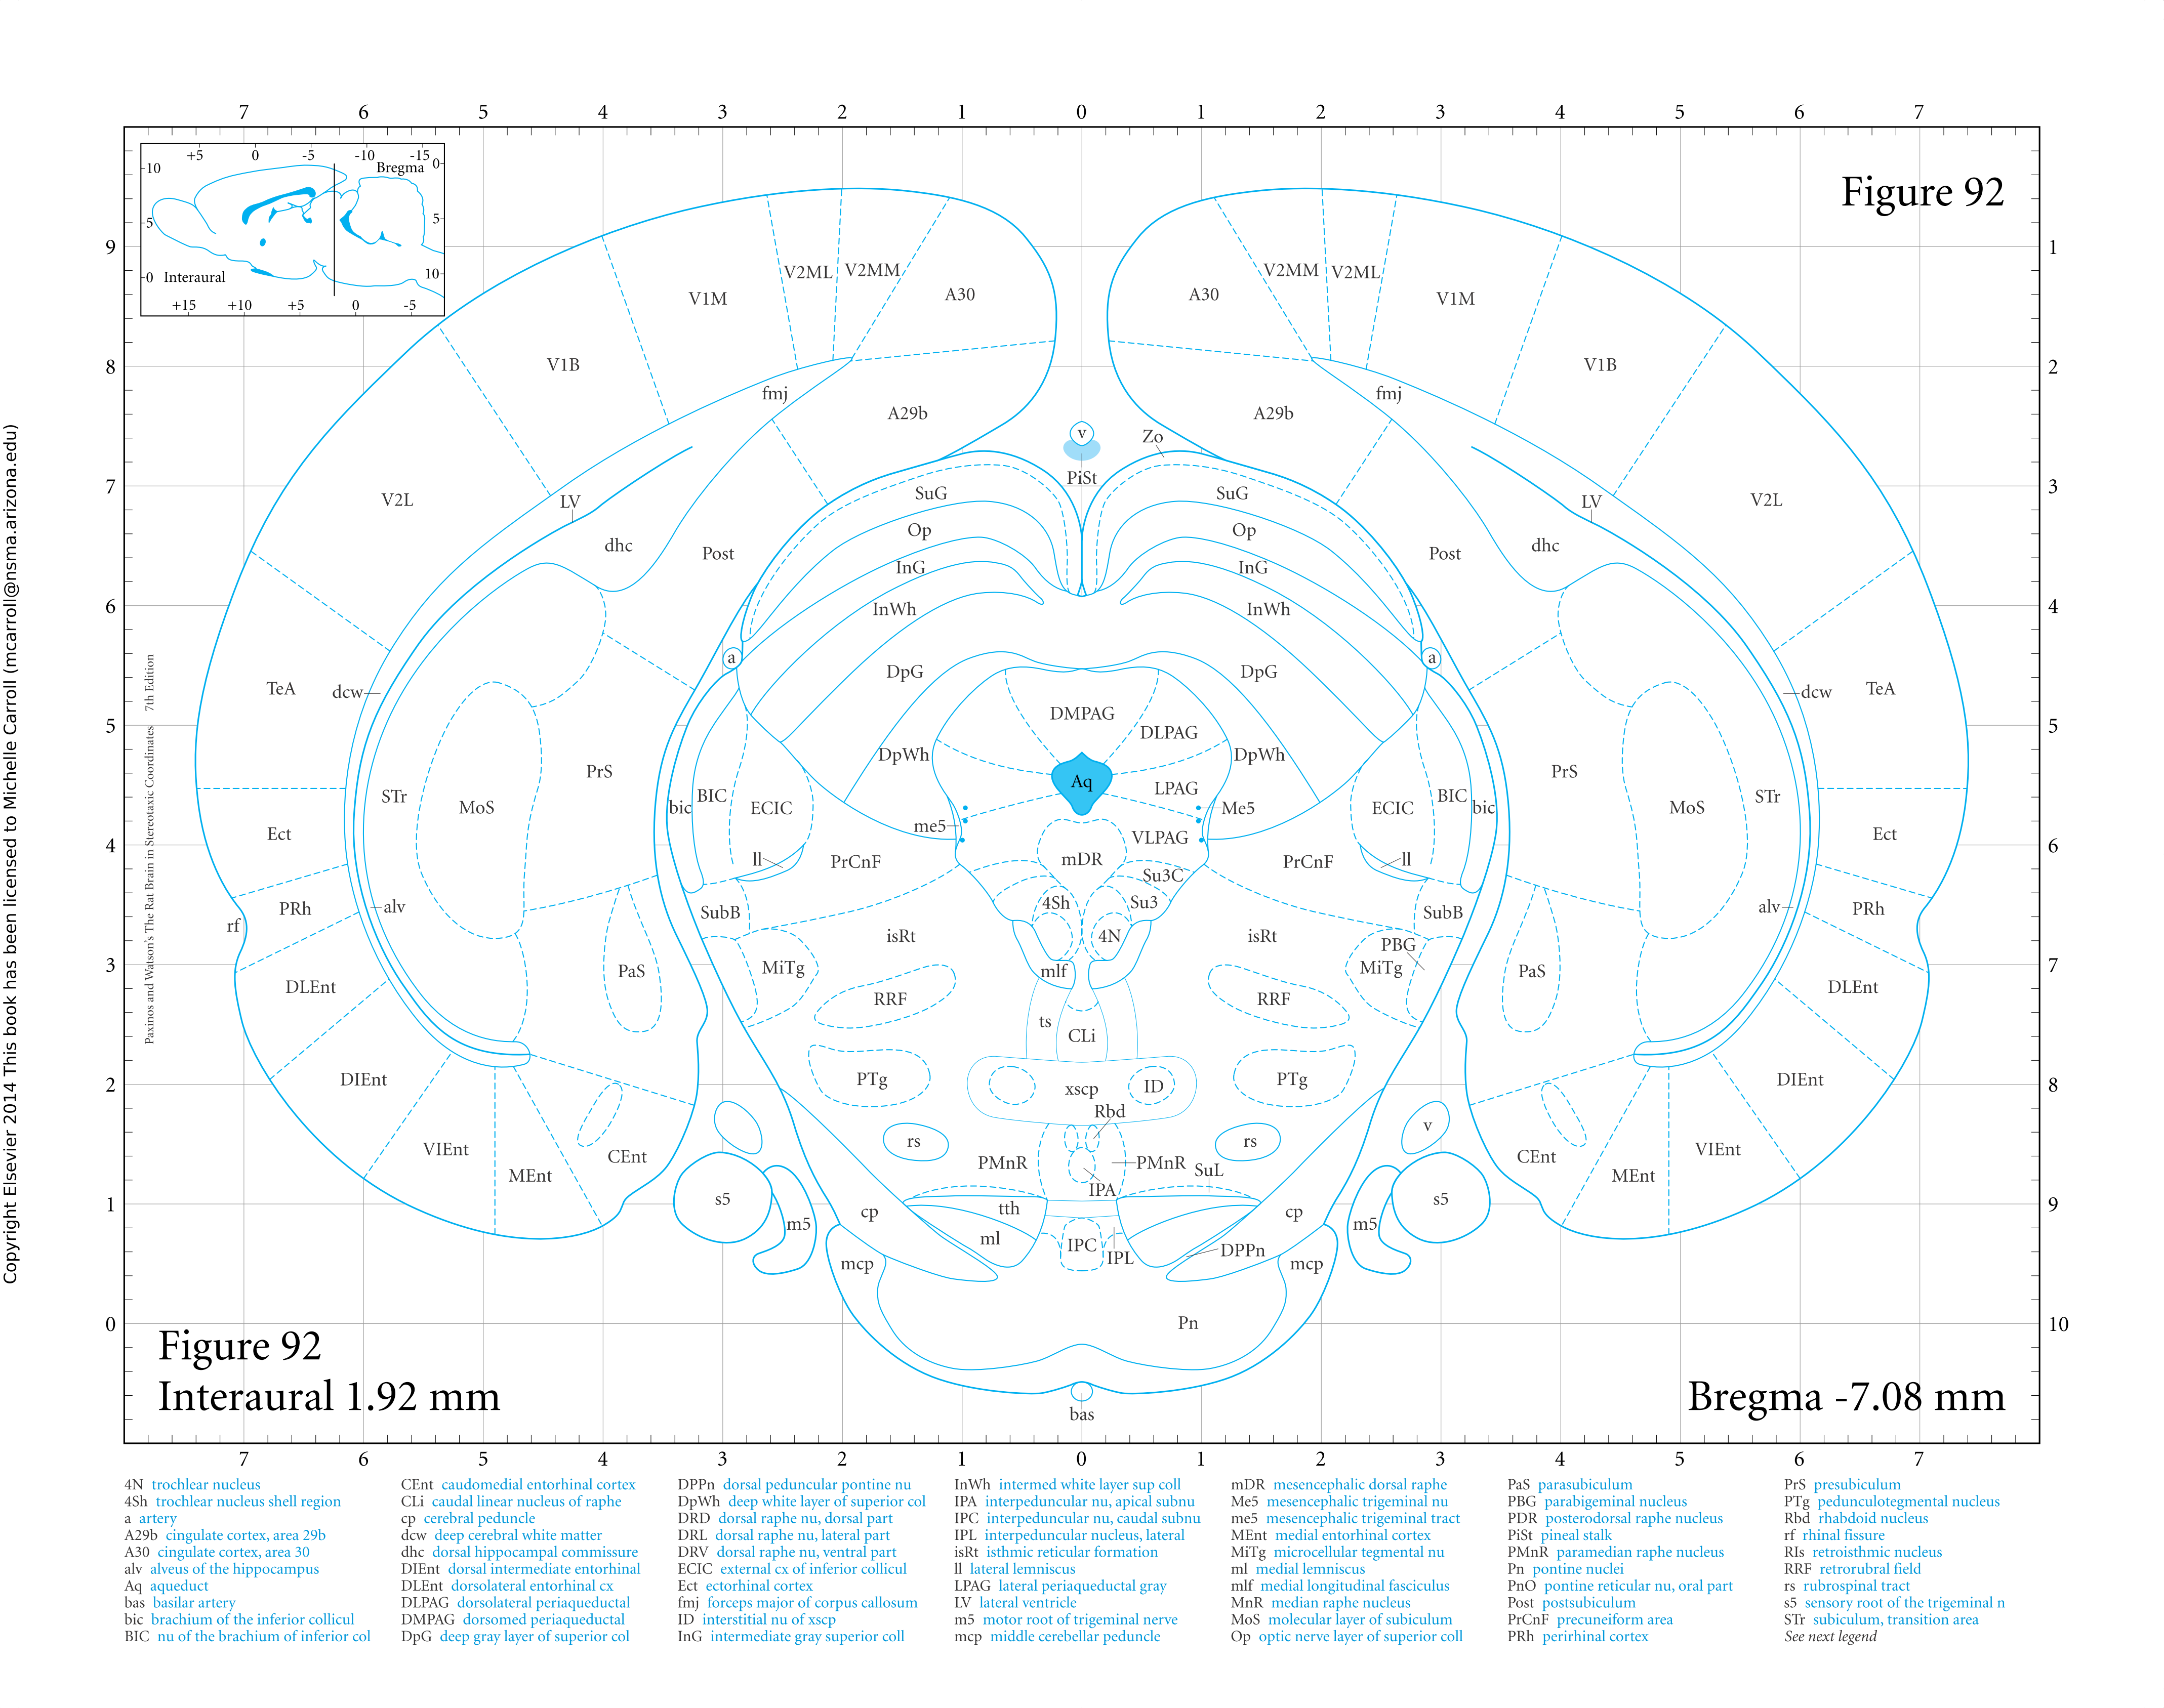 7 6 5 4 3 2 1 0 1 2 3 4 5 6 7
+5 0 -5 -10 -15
10 Bregma 0
5 5
0 Interaural 10
+15 +10 +5 0 -5
Figure 92
9 1
V2ML V2MM A30 A30 V2MM V2ML
V1M V1M
8 2
V1B V1B
fmj fmj
A29b A29b
v Zo
PiSt
7 3
V2L LV SuG SuG LV V2L
Op Op
dhc Post InG InG Post dhc
6 4
InWh InWh
a a
TeA dcw DpG DpG dcw TeA
DMPAG
5 5
DLPAG
DpWh DpWh
PrS Aq LPAG PrS
STr MoS bic BIC ECIC Me5 ECIC BIC bic MoS STr
me5
Ect VLPAG Ect
4 6
ll PrCnF mDR PrCnF ll
Su3C
PRh alv SubB 4Sh Su3 SubB alv PRh
rf isRt 4N isRt PBG
3 7
PaS MiTg mlf MiTg PaS
DLEnt RRF RRF DLEnt
ts CLi
2 8
DIEnt PTg xscp ID PTg DIEnt
Rbd
VIEnt rs rs v VIEnt
MEnt CEnt PMnR PMnR SuL CEnt MEnt
IPA
1 9
s5 m5 cp tth cp m5 s5
ml IPC IPL DPPn
mcp mcp
0 10
Pn
bas
Figure 92
Interaural 1.92 mm
Bregma -7.08 mm
7 6 5 4 3 2 1 0 1 2 3 4 5 6 7
Paxinos and Watson's The Rat Brain in Stereotaxic Coordinates 7th Edition
Copyright Elsevier 2014 This book has been licensed to Michelle Carroll (mcarroll@nsma.arizona.edu)
4N trochlear nucleus
4Sh trochlear nucleus shell region
a artery
A29b cingulate cortex, area 29b
A30 cingulate cortex, area 30
alv alveus of the hippocampus
Aq aqueduct
bas basilar artery
bic brachium of the inferior collicul
BIC nu of the brachium of inferior col
CEnt caudomedial entorhinal cortex
CLi caudal linear nucleus of raphe
cp cerebral peduncle
dcw deep cerebral white matter
dhc dorsal hippocampal commissure
DIEnt dorsal intermediate entorhinal
DLEnt dorsolateral entorhinal cx
DLPAG dorsolateral periaqueductal
DMPAG dorsomed periaqueductal
DpG deep gray layer of superior col
DPPn dorsal peduncular pontine nu
DpWh deep white layer of superior col
DRD dorsal raphe nu, dorsal part
DRL dorsal raphe nu, lateral part
DRV dorsal raphe nu, ventral part
ECIC external cx of inferior collicul
Ect ectorhinal cortex
fmj forceps major of corpus callosum
ID interstitial nu of xscp
InG intermediate gray superior coll
InWh intermed white layer sup coll
IPA interpeduncular nu, apical subnu
IPC interpeduncular nu, caudal subnu
IPL interpeduncular nucleus, lateral
isRt isthmic reticular formation
ll lateral lemniscus
LPAG lateral periaqueductal gray
LV lateral ventricle
m5 motor root of trigeminal nerve
mcp middle cerebellar peduncle
mDR mesencephalic dorsal raphe
Me5 mesencephalic trigeminal nu
me5 mesencephalic trigeminal tract
MEnt medial entorhinal cortex
MiTg microcellular tegmental nu
ml medial lemniscus
mlf medial longitudinal fasciculus
MnR median raphe nucleus
MoS molecular layer of subiculum
Op optic nerve layer of superior coll
PaS parasubiculum
PBG parabigeminal nucleus
PDR posterodorsal raphe nucleus
PiSt pineal stalk
PMnR paramedian raphe nucleus
Pn pontine nuclei
PnO pontine reticular nu, oral part
Post postsubiculum
PrCnF precuneiform area
PRh perirhinal cortex
PrS presubiculum
PTg pedunculotegmental nucleus
Rbd rhabdoid nucleus
rf rhinal fissure
RIs retroisthmic nucleus
RRF retrorubral field
rs rubrospinal tract
s5 sensory root of the trigeminal n
STr subiculum, transition area
See next legend